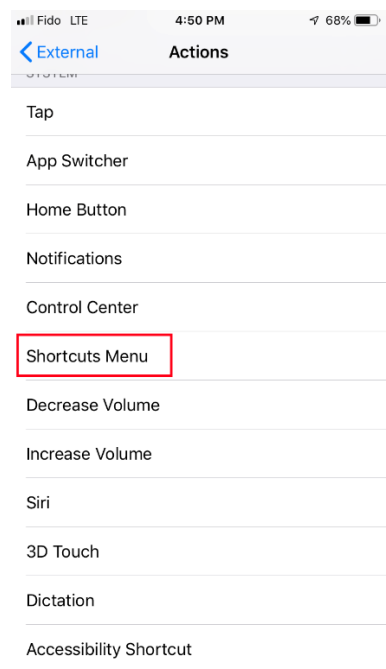 Fido LTE 4:50 PM 68%
External Actions
SYSTEM
Tap
App Switcher
Home Button
Notifications
Control Center
Shortcuts Menu
Decrease Volume
Increase Volume
Siri
3D Touch
Dictation
Accessibility Shortcut